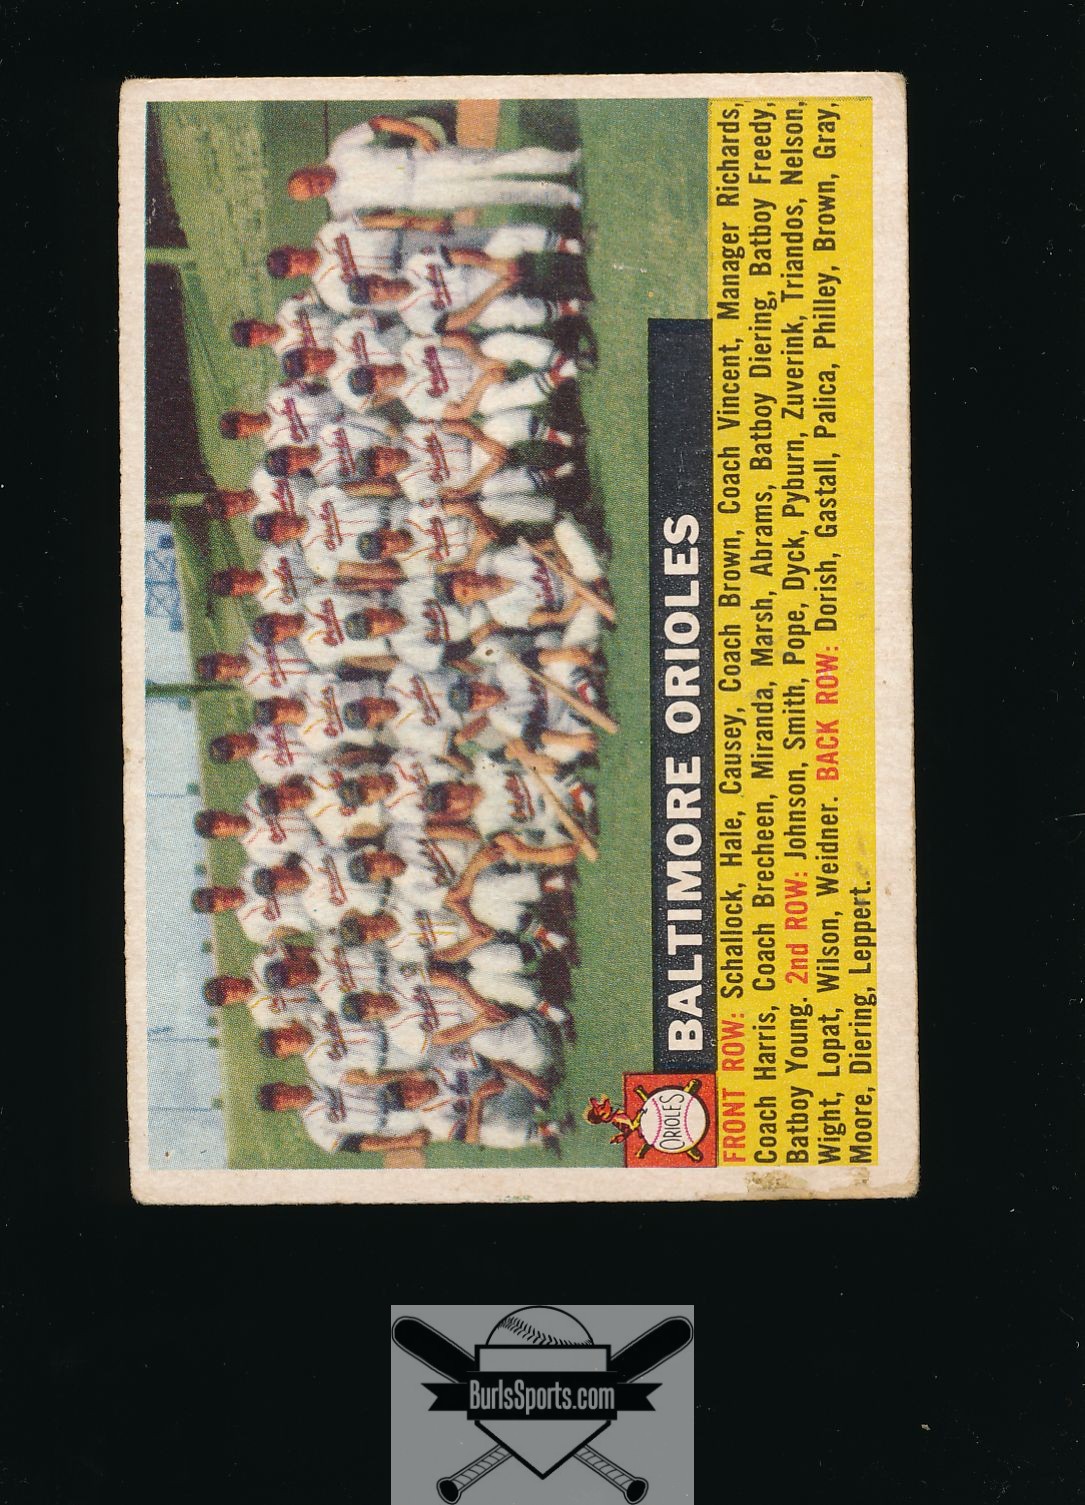 BALTIMORE ORIOLES
ORIOLES
FRONT ROW: Schallock, Hale, Causey, Coach Brown, Coach Vincent, Manager Richards,
Coach Harris, Coach Brecheen, Miranda, Marsh, Abrams, Batboy Diering, Batboy Freedy,
Batboy Young. 2nd ROW: Johnson, Smith, Pope, Dyck, Pyburn, Zuverink, Triandos, Nelson,
Wight, Lopat, Wilson, Weidner. BACK ROW: Dorish, Gastall, Palica, Philley, Brown, Gray,
Moore, Diering, Leppert.
BurlsSports.com